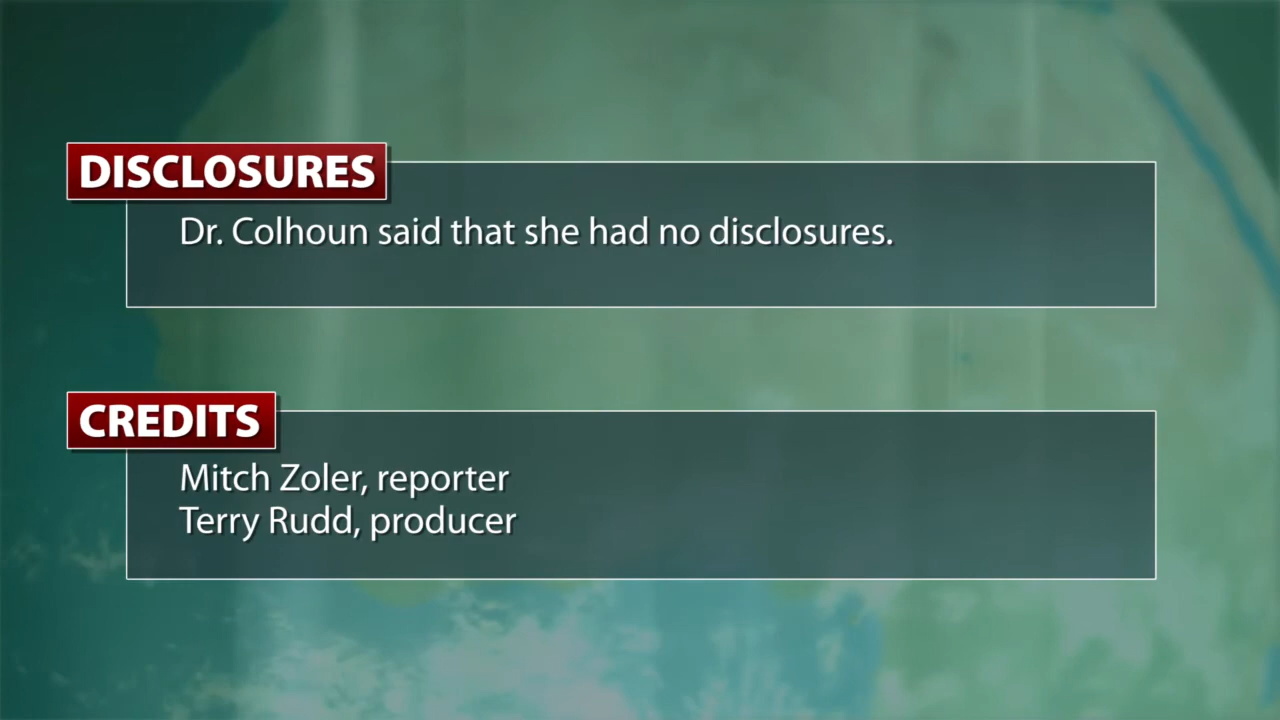 DISCLOSURES
Dr. Colhoun said that she had no disclosures.
CREDITS
Mitch Zoler, reporter
Terry Rudd, producer